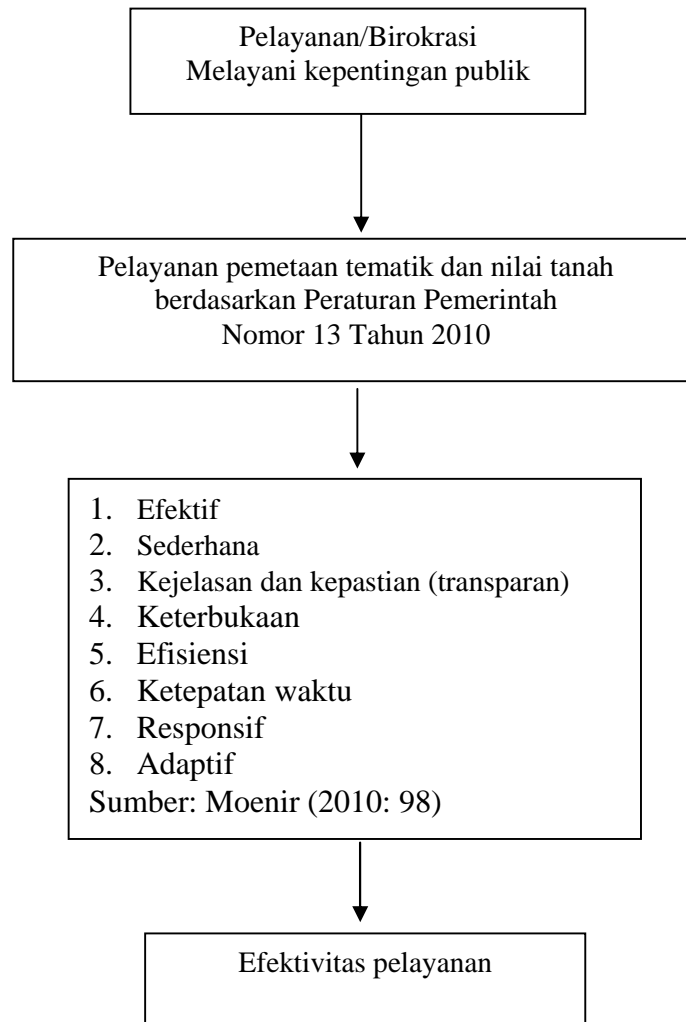 Pelayanan/Birokrasi
Melayani kepentingan publik
Pelayanan pemetaan tematik dan nilai tanah
berdasarkan Peraturan Pemerintah
Nomor 13 Tahun 2010
1. Efektif
2. Sederhana
3. Kejelasan dan kepastian (transparan)
4. Keterbukaan
5. Efisiensi
6. Ketepatan waktu
7. Responsif
8. Adaptif
Sumber: Moenir (2010: 98)
Efektivitas pelayanan